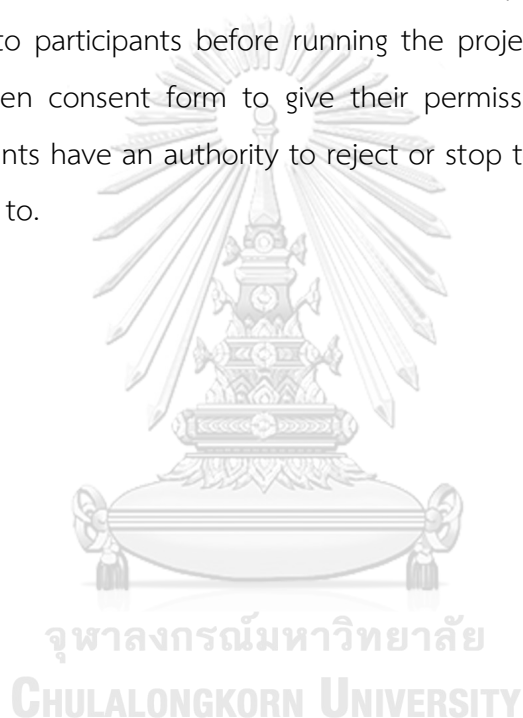 to participants before running the proje
en consent form to give their permiss
nts have an authority to reject or stop t
to.
จุฬาลงกรณ์มหาวิทยาลัย
CHULALONGKORN UNIVERSITY